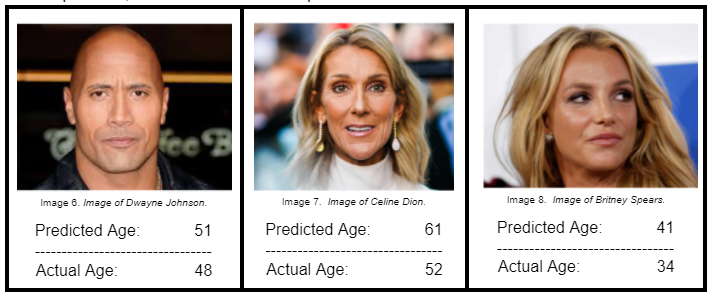 Image 6. Image of Dwayne Johnson.
Predicted Age: 51
--------------------------------
Actual Age: 48
Image 7. Image of Celine Dion.
Predicted Age: 61
--------------------------------
Actual Age: 52
Image 8. Image of Britney Spears.
Predicted Age: 41
--------------------------------
Actual Age: 34